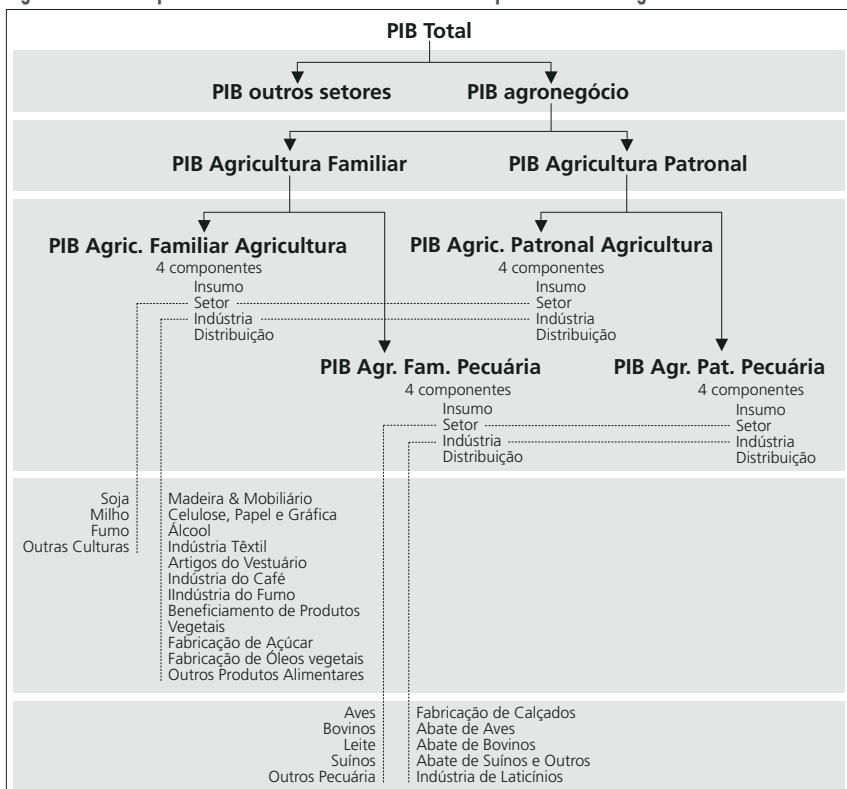 PIB Total
PIB outros setores PIB agronegócio
PIB Agricultura Familiar PIB Agricultura Patronal
PIB Agric. Familiar Agricultura
4 componentes
Insumo
Setor
Indústria
Distribuição
PIB Agric. Patronal Agricultura
4 componentes
Insumo
Setor
Indústria
Distribuição
PIB Agr. Fam. Pecuária
4 componentes
Insumo
Setor
Indústria
Distribuição
PIB Agr. Pat. Pecuária
4 componentes
Insumo
Setor
Indústria
Distribuição
Soja
Milho
Fumo
Outras Culturas
Madeira & Mobiliário
Celulose, Papel e Gráfica
Álcool
Indústria Têxtil
Artigos do Vestuário
Indústria do Café
IIndústria do Fumo
Beneficiamento de Produtos
Vegetais
Fabricação de Açúcar
Fabricação de Óleos vegetais
Outros Produtos Alimentares
Aves
Bovinos
Leite
Suínos
Outros Pecuária
Fabricação de Calçados
Abate de Aves
Abate de Bovinos
Abate de Suínos e Outros
Indústria de Laticínios